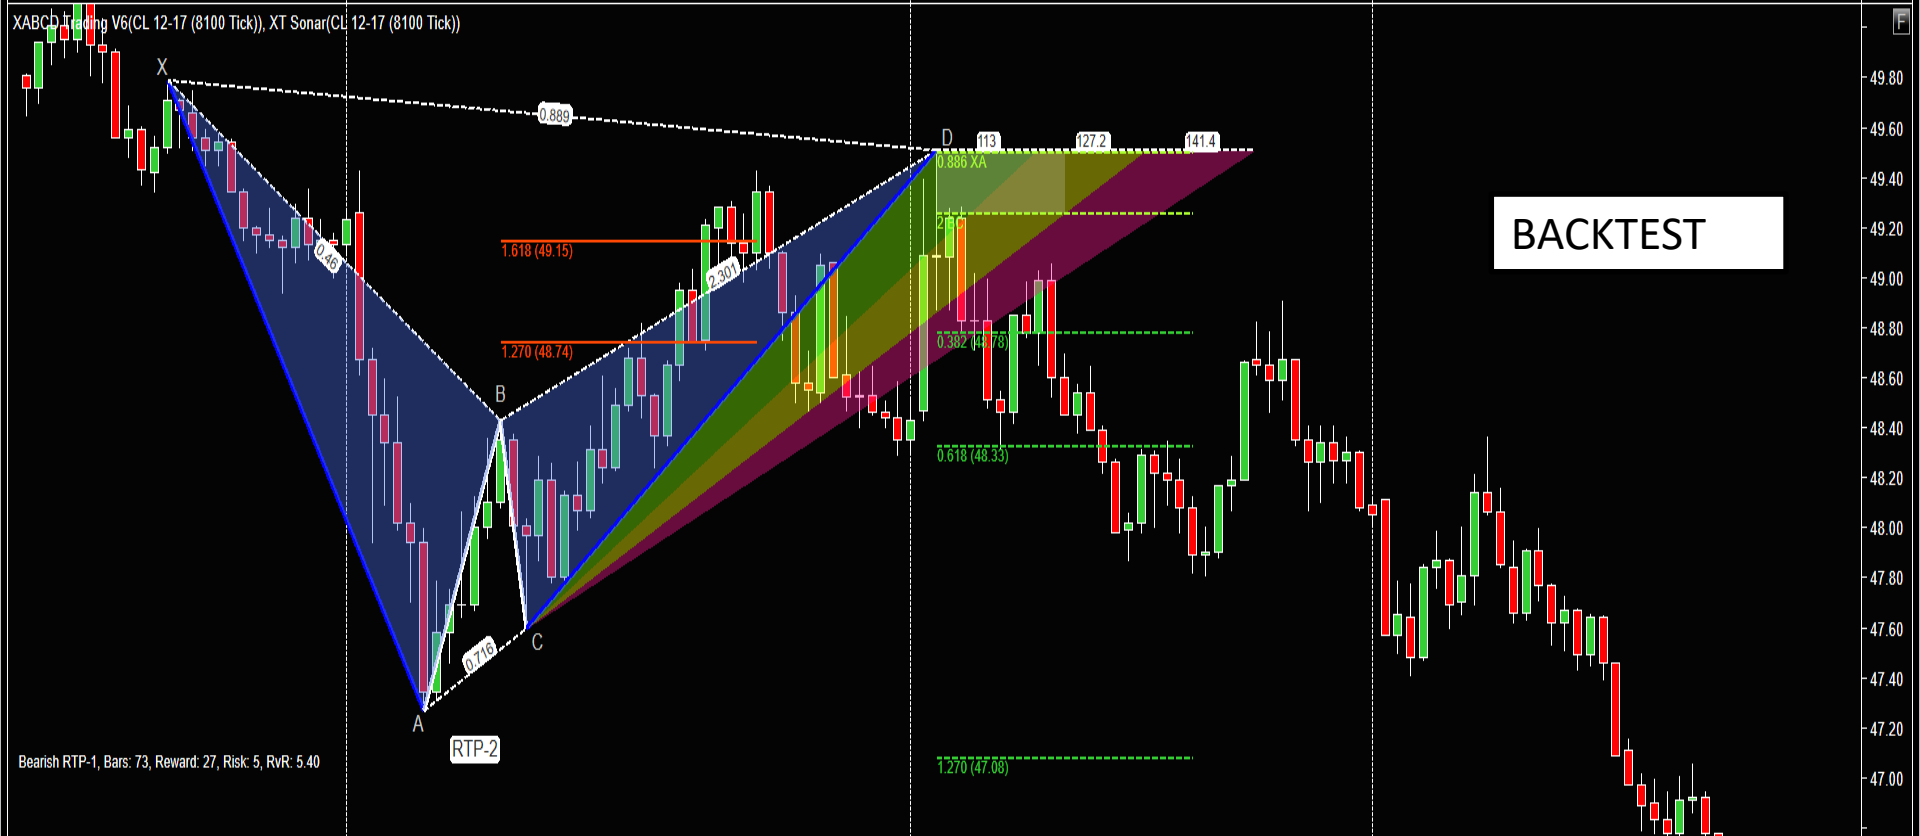 XABCD Trading V6(CL 12-17 (8100 Tick)), XT Sonar(CL 12-17 (8100 Tick))
F
X
0.889
D
113
127.2
141.4
0.886 XA
0.46
1.618 (49.15)
2.301
2 BC
BACKTEST
1.270 (48.74)
0.382 (48.78)
B
0.618 (48.33)
C
0.716
A
RTP-2
Bearish RTP-1, Bars: 73, Reward: 27, Risk: 5, RvR: 5.40
1.270 (47.08)
49.80
49.60
49.40
49.20
49.00
48.80
48.60
48.40
48.20
48.00
47.80
47.60
47.40
47.20
47.00